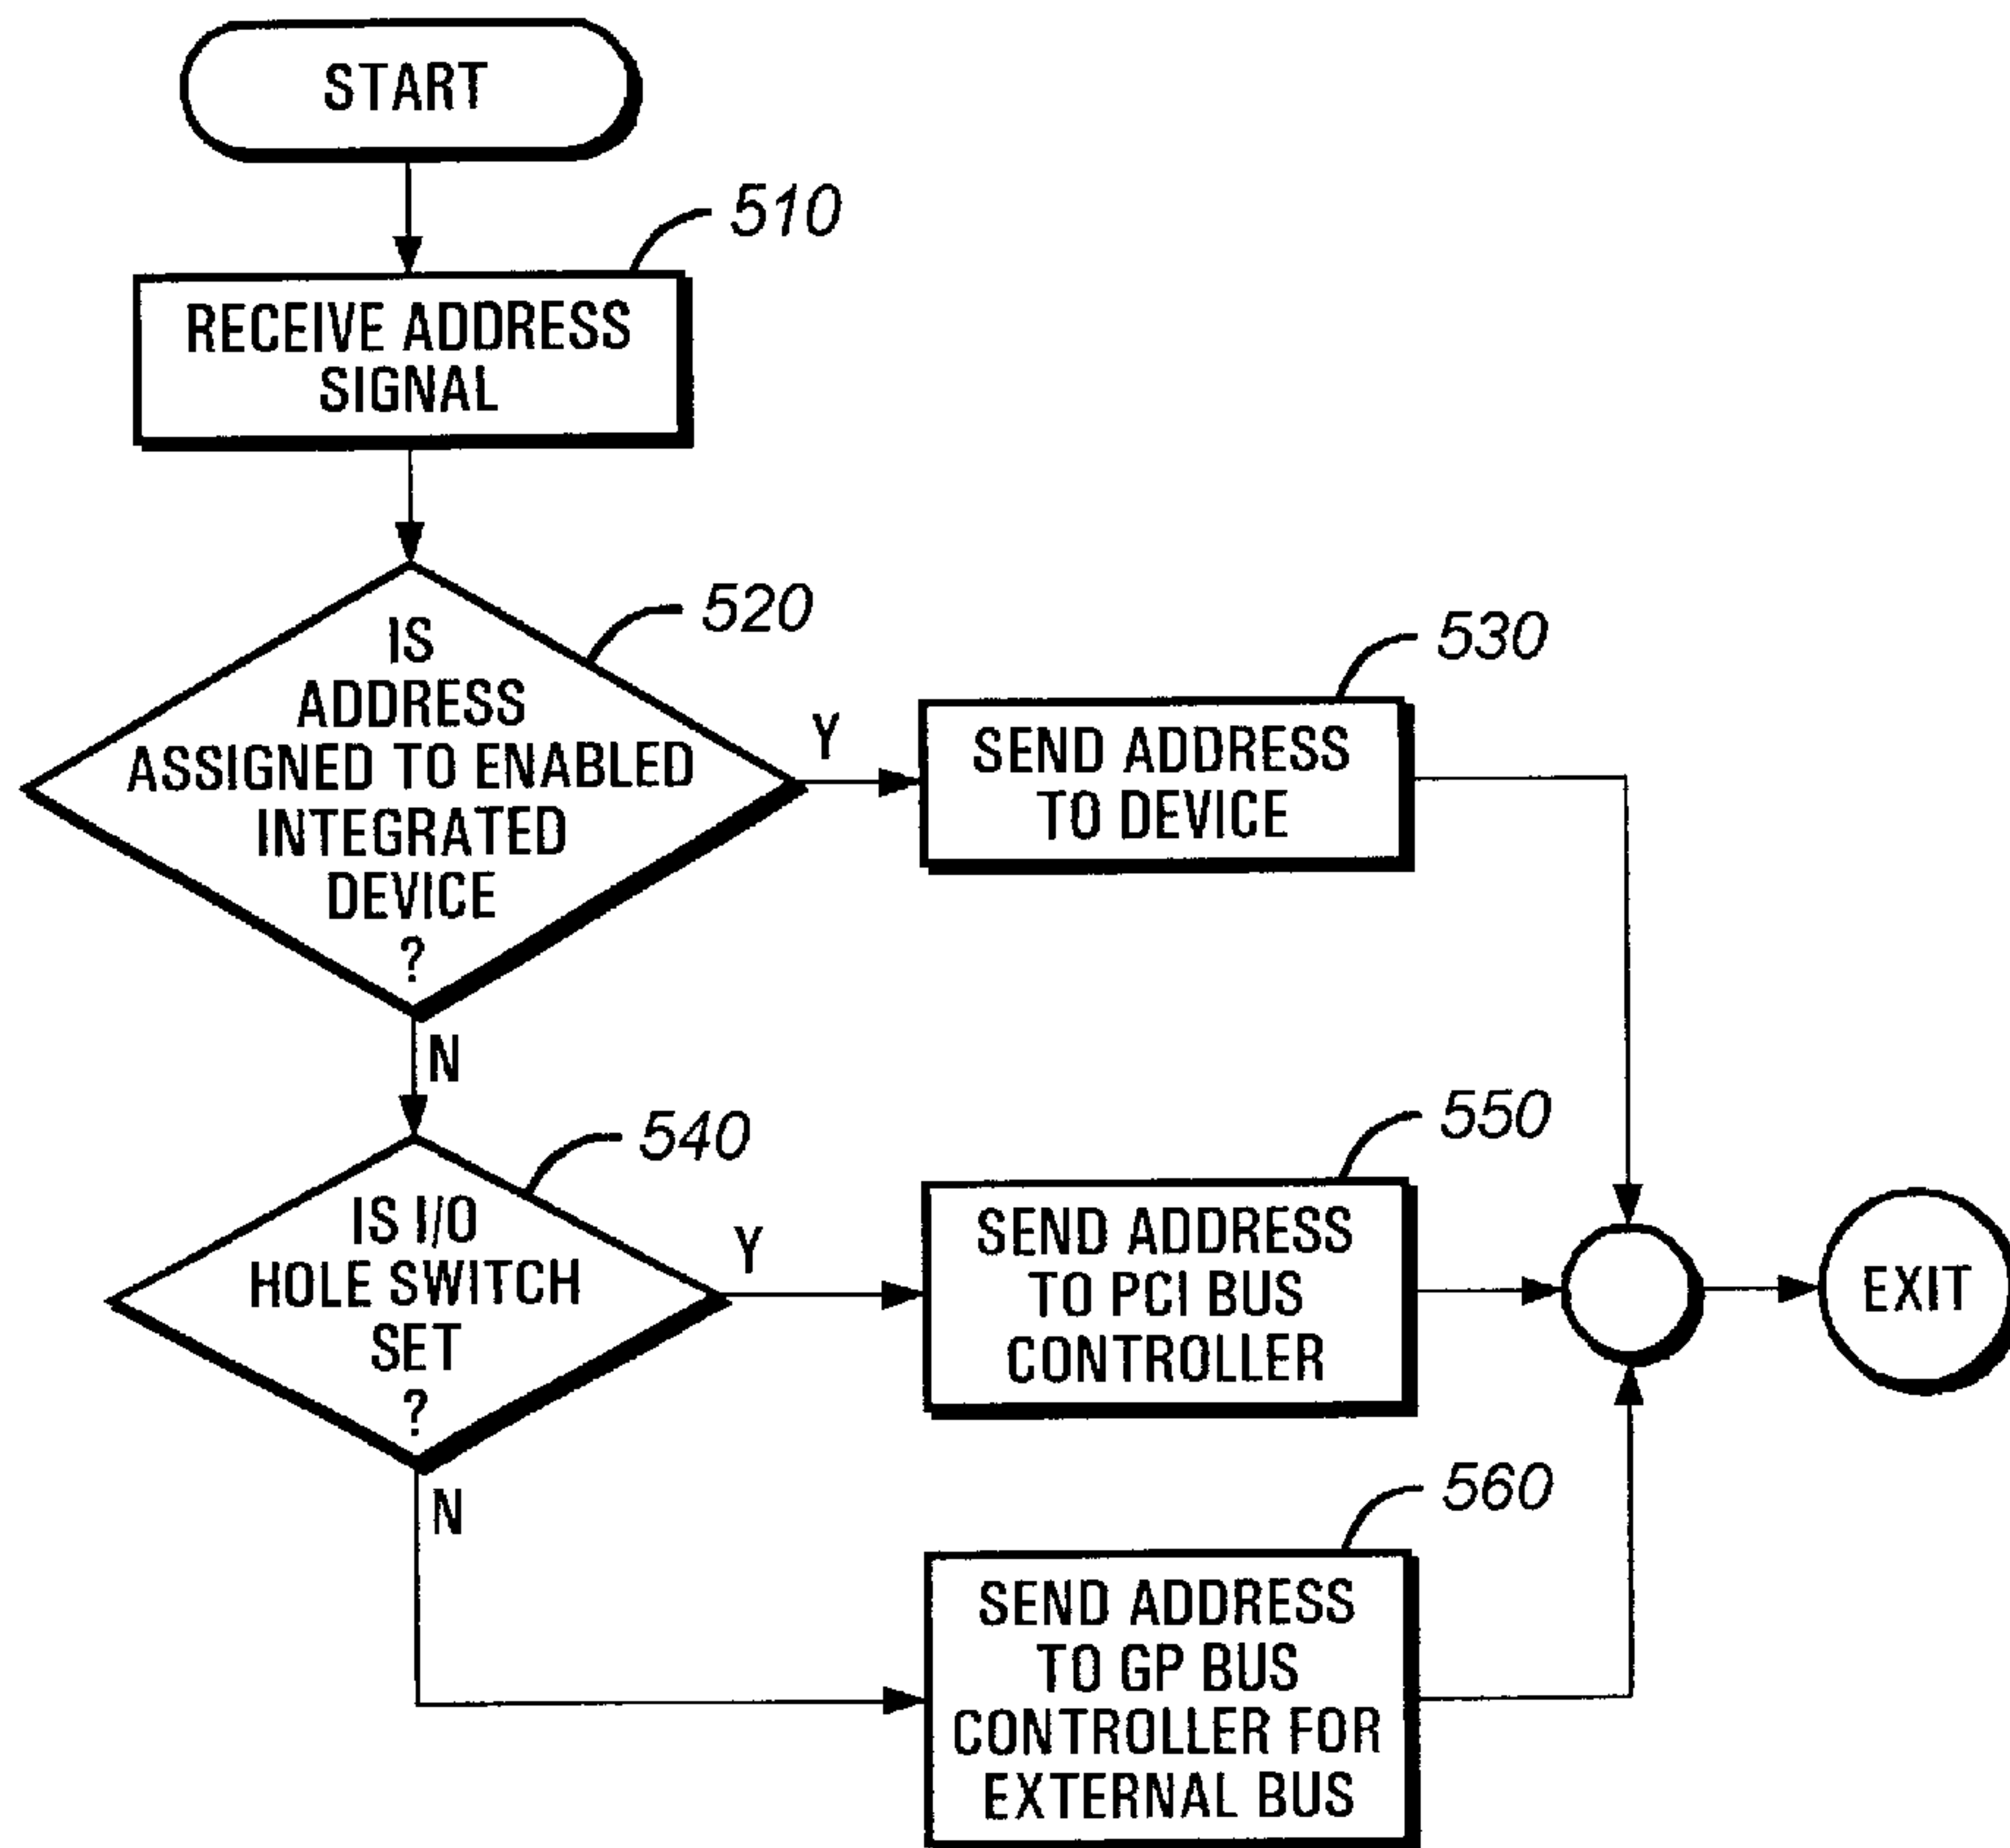 START
510
RECEIVE ADDRESS
SIGNAL
520
IS
ADDRESS
ASSIGNED TO ENABLED
INTEGRATED
DEVICE
?
Y
530
SEND ADDRESS
TO DEVICE
N
540
IS I/O
HOLE SWITCH
SET
?
Y
550
SEND ADDRESS
TO PCI BUS
CONTROLLER
EXIT
N
560
SEND ADDRESS
TO GP BUS
CONTROLLER FOR
EXTERNAL BUS